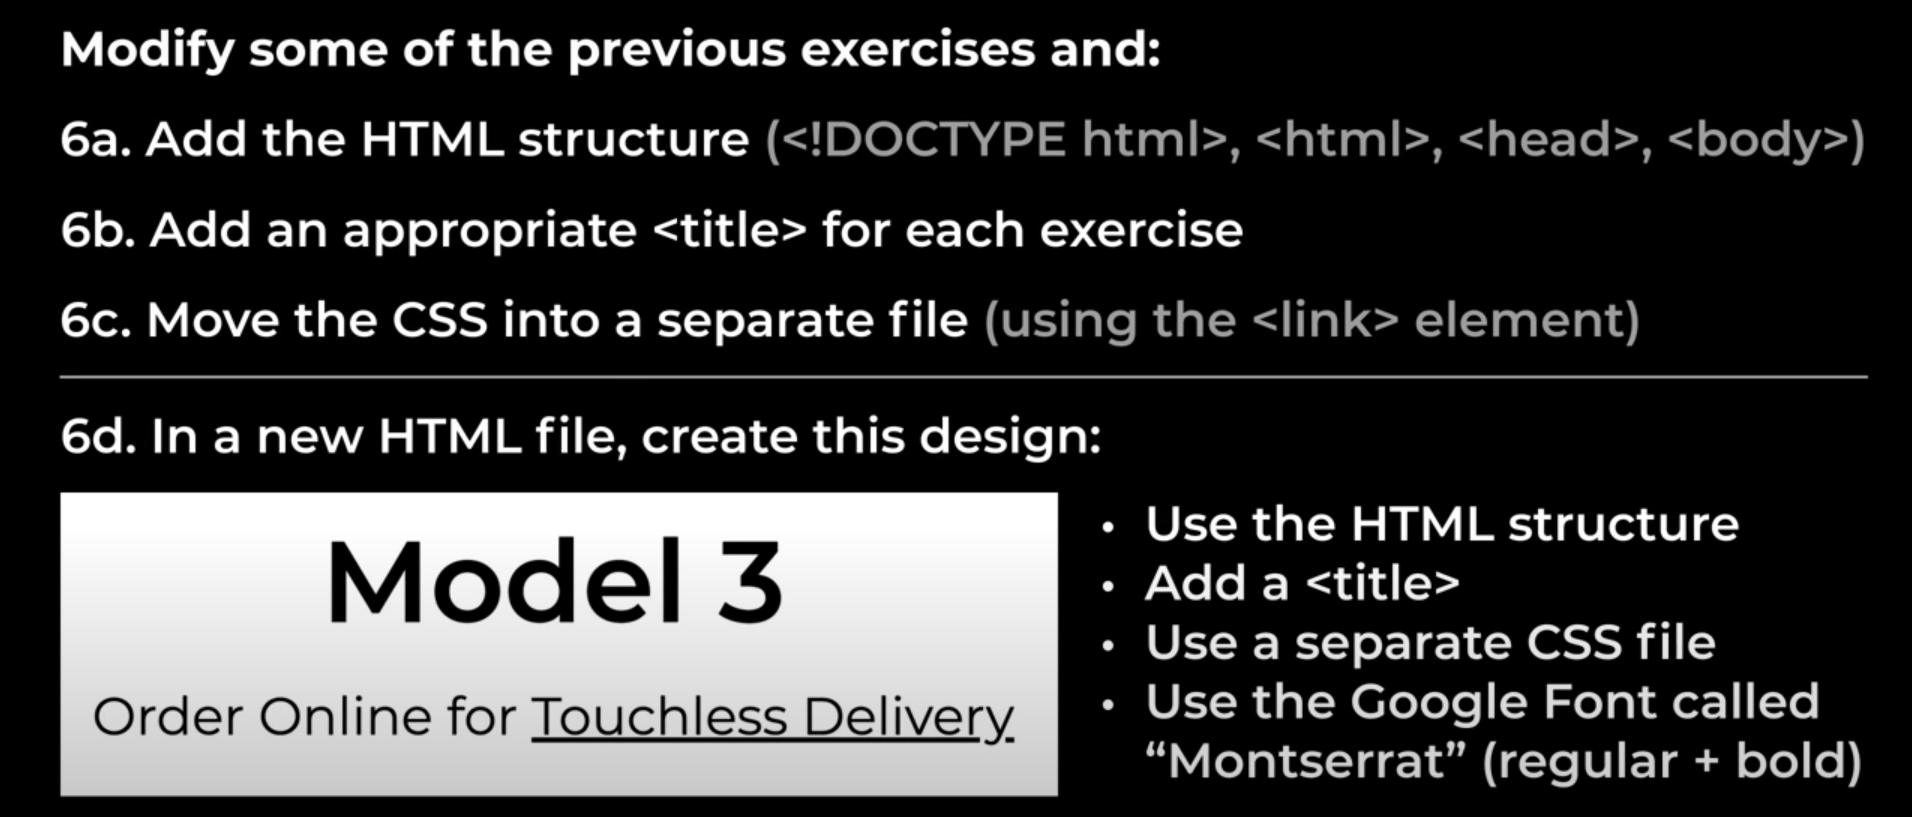 Modify some of the previous exercises and:
6a. Add the HTML structure (<!DOCTYPE html>, <html>, <head>, <body>)
6b. Add an appropriate <title> for each exercise
6c. Move the CSS into a separate file (using the <link> element)
6d. In a new HTML file, create this design:
Model 3
Order Online for Touchless Delivery
• Use the HTML structure
• Add a <title>
• Use a separate CSS file
• Use the Google Font called
“Montserrat” (regular + bold)